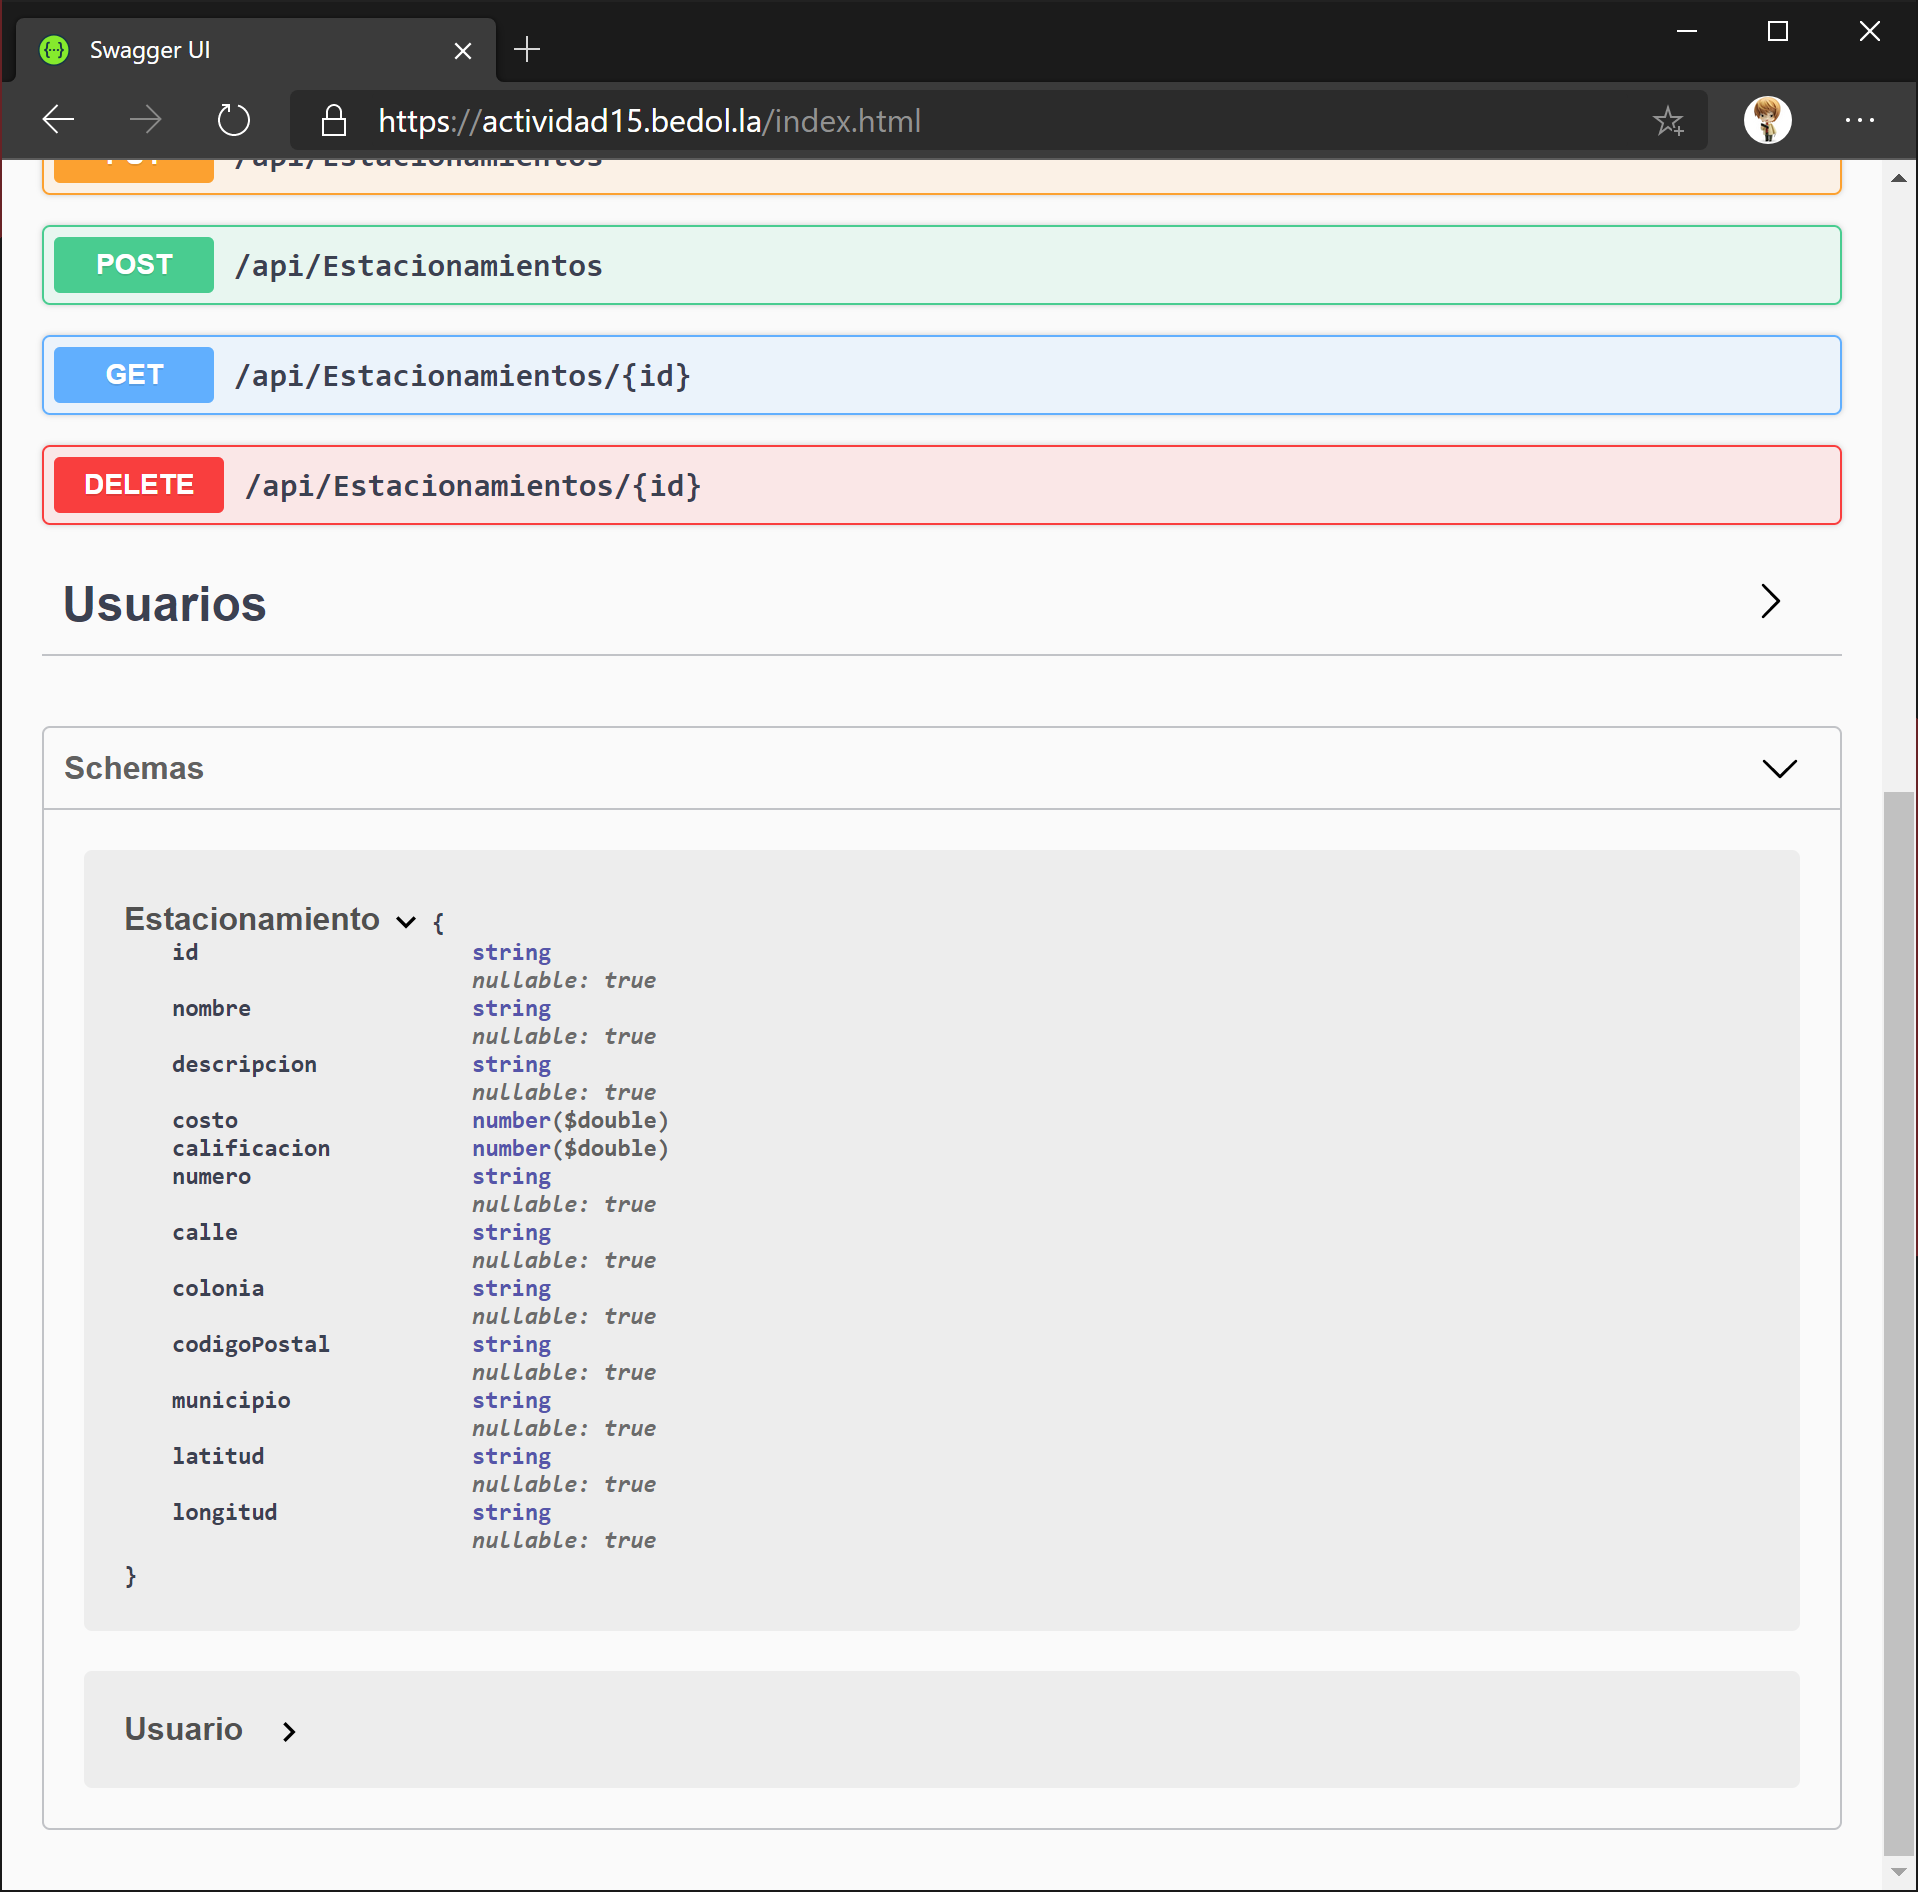 Swagger UI
https://actividad15.bedol.la/index.html
PUT /api/Estacionamientos
POST /api/Estacionamientos
GET /api/Estacionamientos/{id}
DELETE /api/Estacionamientos/{id}
Usuarios
Schemas
Estacionamiento {
id string
nullable: true
nombre string
nullable: true
descripcion string
nullable: true
costo number($double)
calificacion number($double)
numero string
nullable: true
calle string
nullable: true
colonia string
nullable: true
codigoPostal string
nullable: true
municipio string
nullable: true
latitud string
nullable: true
longitud string
nullable: true
}
Usuario